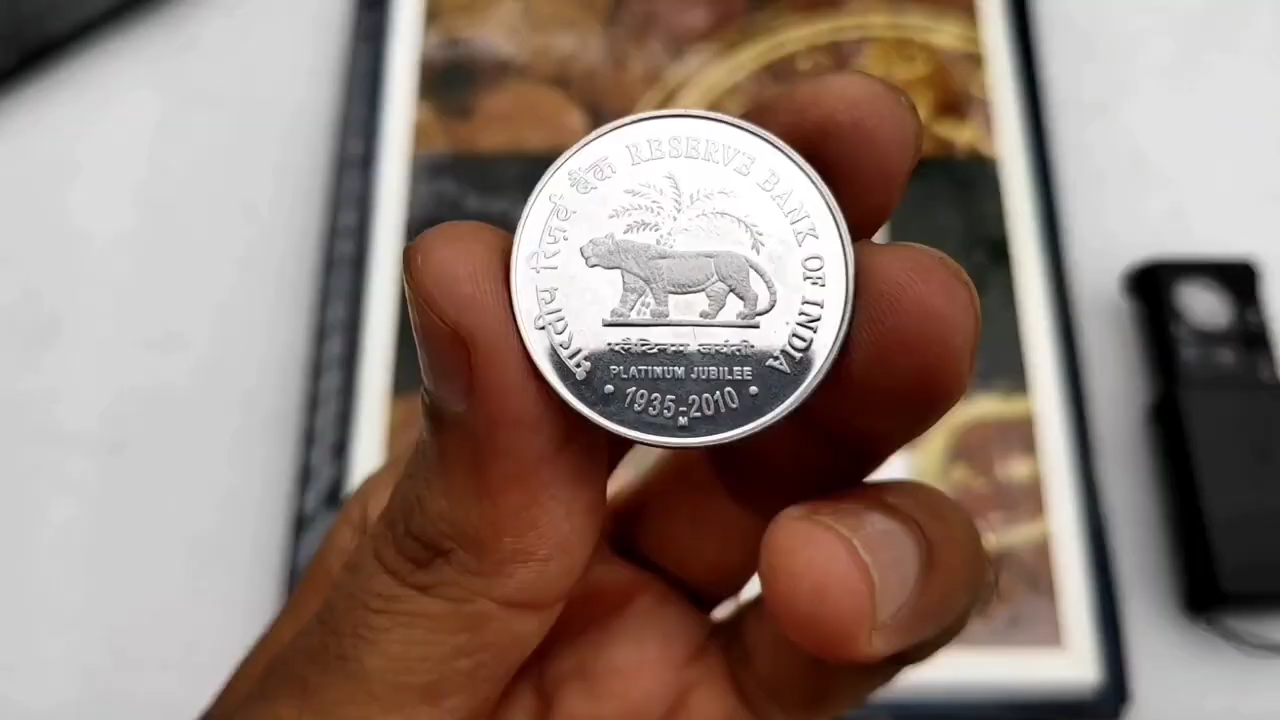 भारतीय रिज़र्व बैंक RESERVE BANK OF INDIA
प्लैटिनम जयंती
PLATINUM JUBILEE
• 1935-2010 •
M